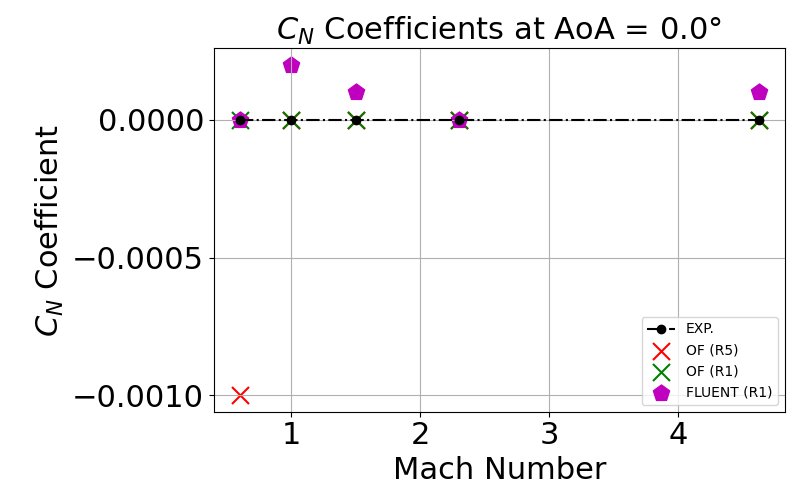 C_N Coefficients at AoA = 0.0°
C_N Coefficient
0.0000
−0.0005
−0.0010
1 2 3 4
Mach Number
EXP.
OF (R5)
OF (R1)
FLUENT (R1)